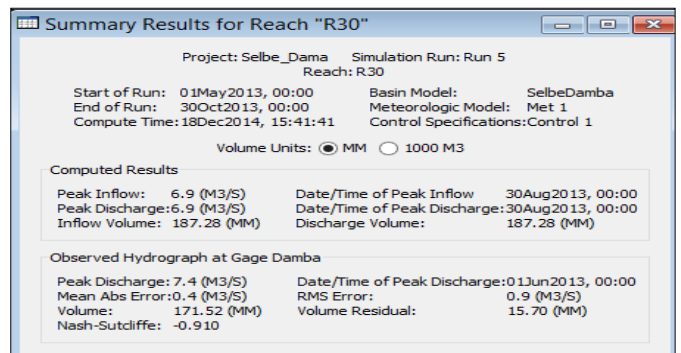 Summary Results for Reach "R30"
Project: Selbe_Dama Simulation Run: Run 5
Reach: R30
Start of Run: 01May2013, 00:00 Basin Model: SelbeDamba
End of Run: 30Oct2013, 00:00 Meteorologic Model: Met 1
Compute Time:18Dec2014, 15:41:41 Control Specifications:Control 1
Volume Units: MM 1000 M3
Computed Results
Peak Inflow: 6.9 (M3/S) Date/Time of Peak Inflow 30Aug2013, 00:00
Peak Discharge:6.9 (M3/S) Date/Time of Peak Discharge:30Aug2013, 00:00
Inflow Volume: 187.28 (MM) Discharge Volume: 187.28 (MM)
Observed Hydrograph at Gage Damba
Peak Discharge:7.4 (M3/S) Date/Time of Peak Discharge:01Jun2013, 00:00
Mean Abs Error:0.4 (M3/S) RMS Error: 0.9 (M3/S)
Volume: 171.52 (MM) Volume Residual: 15.70 (MM)
Nash-Sutcliffe: -0.910